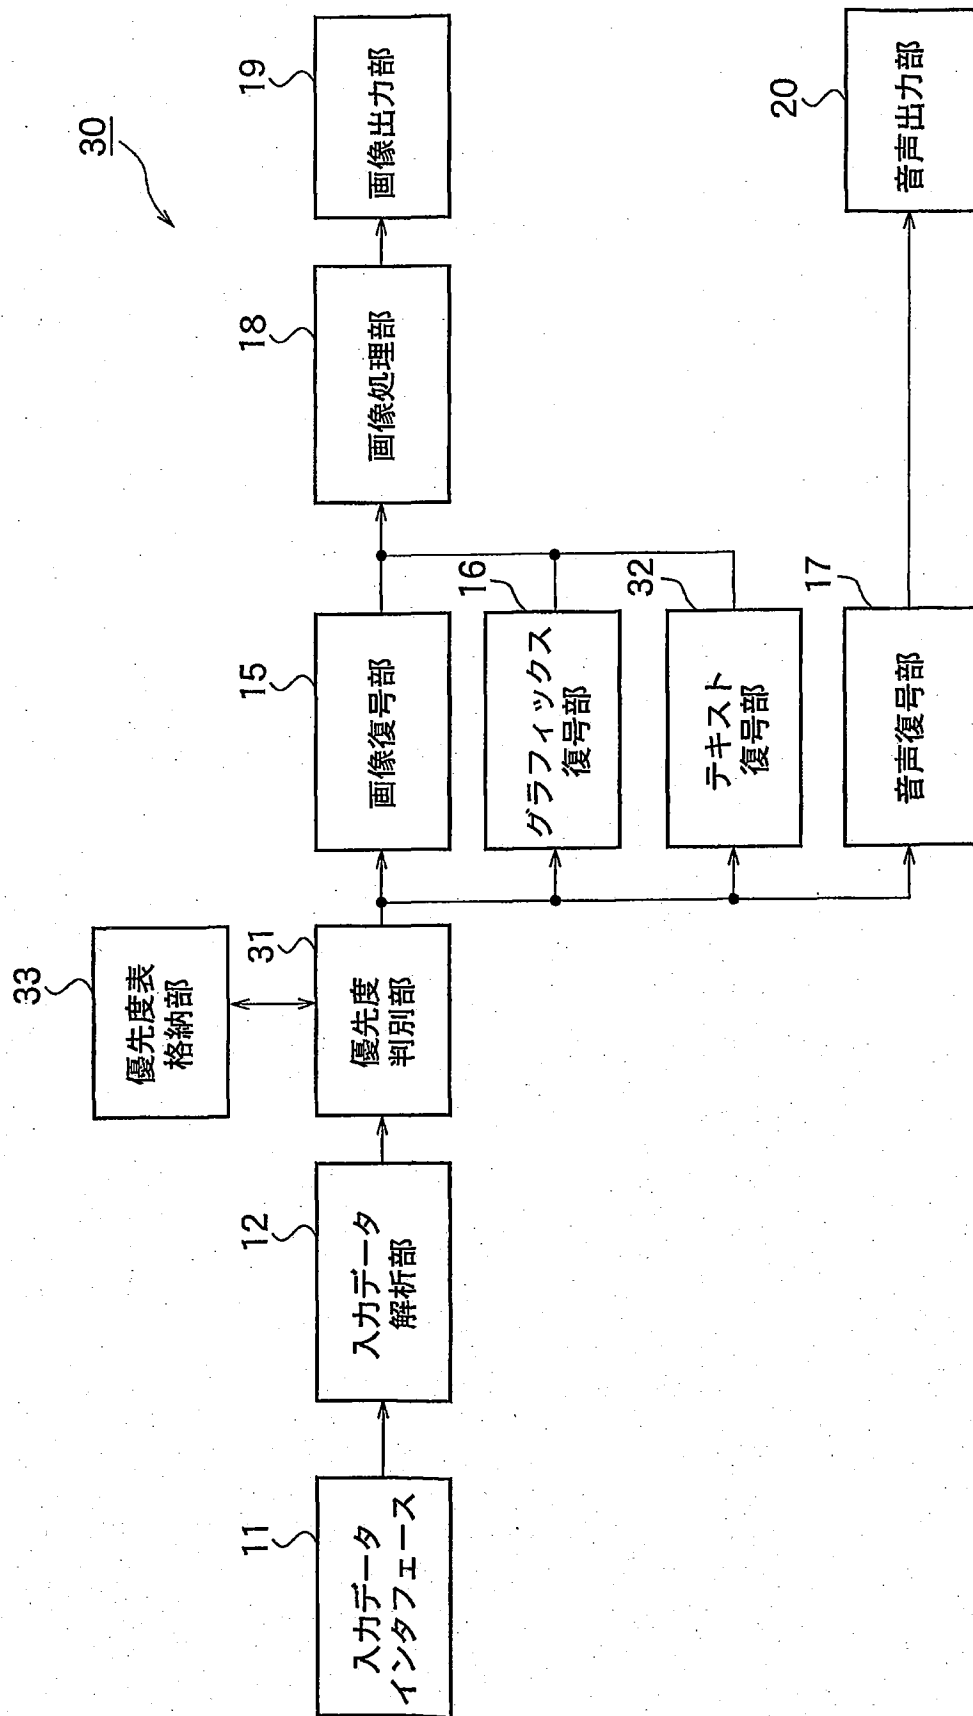 30
33
優先度表
格納部
11
入力データ
インタフェース
12
入力データ
解析部
31
優先度
判別部
15
画像復号部
18
画像処理部
19
画像出力部
16
グラフィックス
復号部
32
テキスト
復号部
17
音声復号部
20
音声出力部